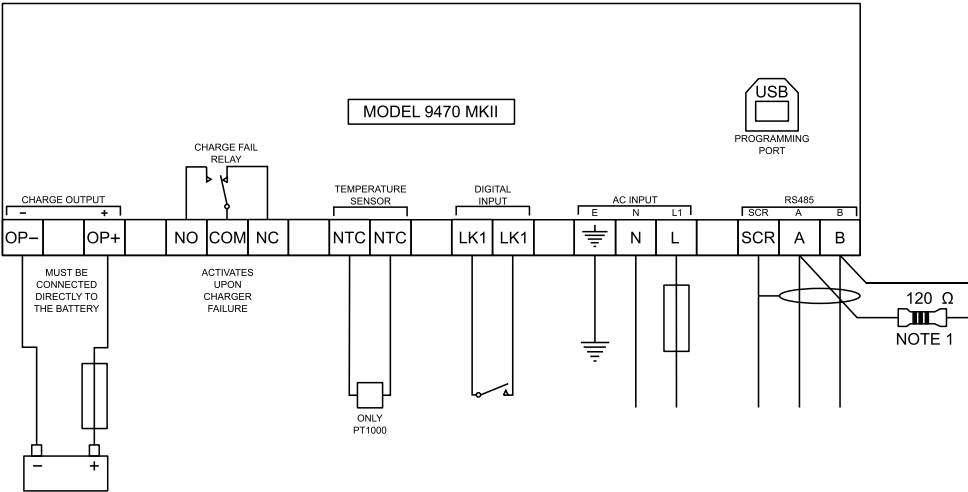 USB
MODEL 9470 MKII
PROGRAMMING
PORT
CHARGE FAIL
RELAY
TEMPERATURE
SENSOR
DIGITAL
INPUT
CHARGE OUTPUT
AC INPUT
RS485
− +
E N L1
SCR A B
OP− OP+ NO COM NC NTC NTC LK1 LK1 N L SCR A B
MUST BE
CONNECTED
DIRECTLY TO
THE BATTERY
ACTIVATES
UPON
CHARGER
FAILURE
120 Ω
NOTE 1
ONLY
PT1000
− +